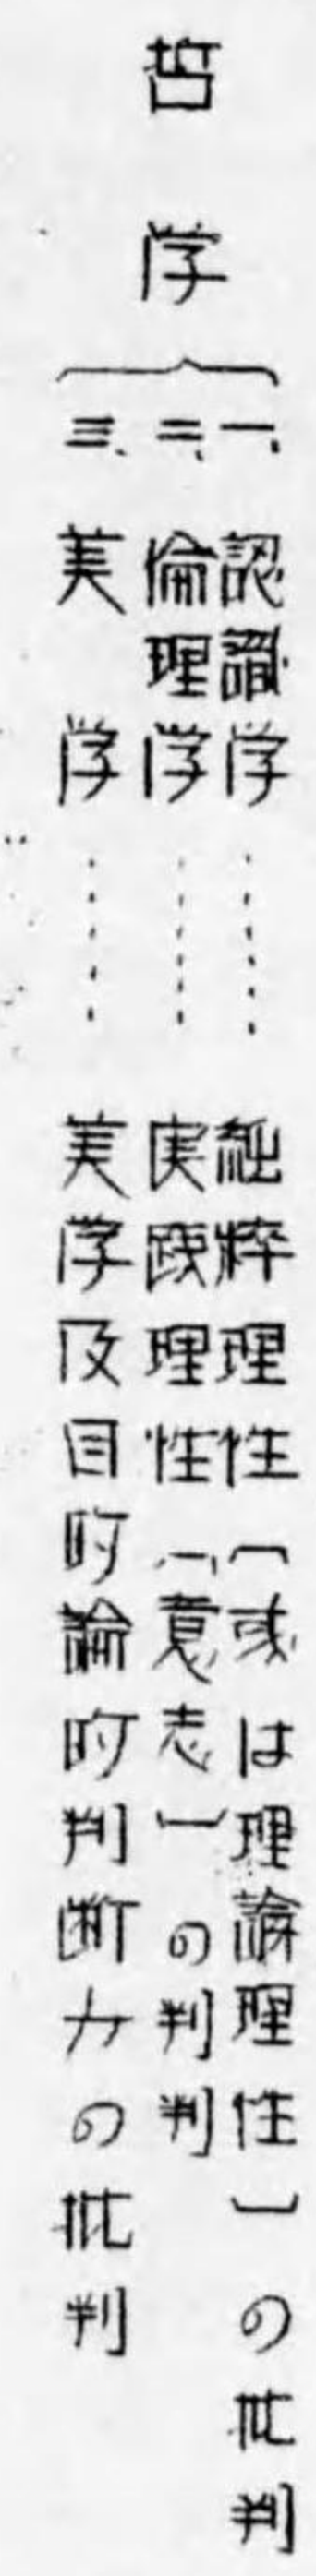 哲学
一、認識学……純粋理性(或は理論理性)の批判
二、倫理学……実践理性(意志)の判判
三、美学……美学及目的論的判断力の批判